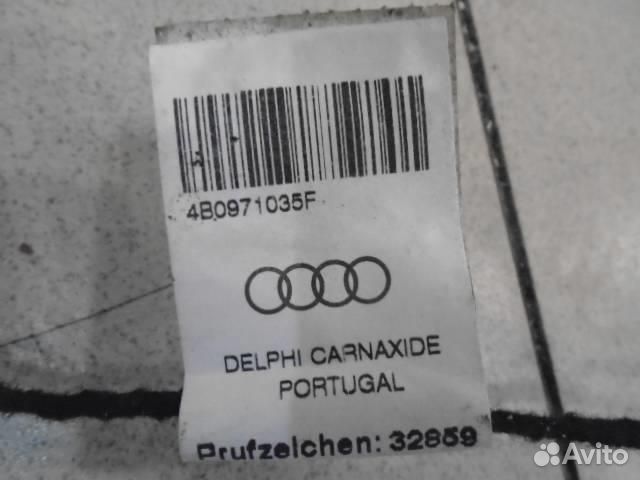 4B0971035F
DELPHI CARNAXIDE
PORTUGAL
Prufzeichen: 32859
Avito